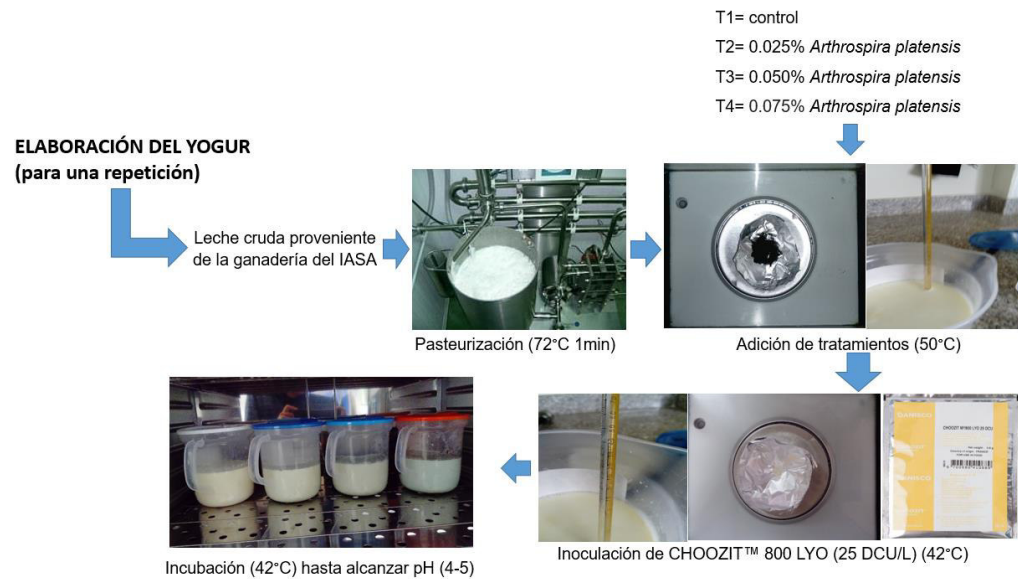 T1= control
T2= 0.025% Arthrospira platensis
T3= 0.050% Arthrospira platensis
T4= 0.075% Arthrospira platensis
ELABORACIÓN DEL YOGUR
(para una repetición)
Leche cruda proveniente
de la ganadería del IASA
Pasteurización (72°C 1min)
Adición de tratamientos (50°C)
DANISCO
Inoculación de CHOOZIT™ 800 LYO (25 DCU/L) (42°C)
Incubación (42°C) hasta alcanzar pH (4-5)